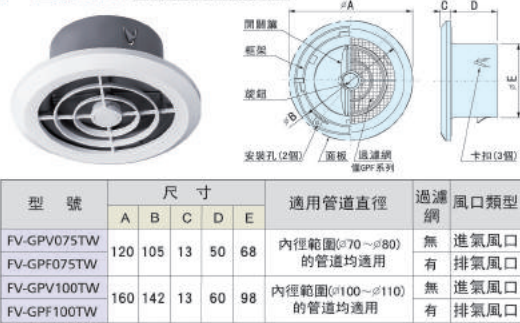 øA
C D
開關簾
框架
旋鈕
øB
øE
安裝孔(2個) 面板 過濾網 卡扣(3個)
僅GPF系列
型 號 尺 寸 適用管道直徑 過濾網 風口類型
A B C D E
FV-GPV075TW 120 105 13 50 68 內徑範圍(ø70～ø80)的管道均適用 無 進氣風口
FV-GPF075TW 有 排氣風口
FV-GPV100TW 160 142 13 60 98 內徑範圍(ø100～ø110)的管道均適用 無 進氣風口
FV-GPF100TW 有 排氣風口